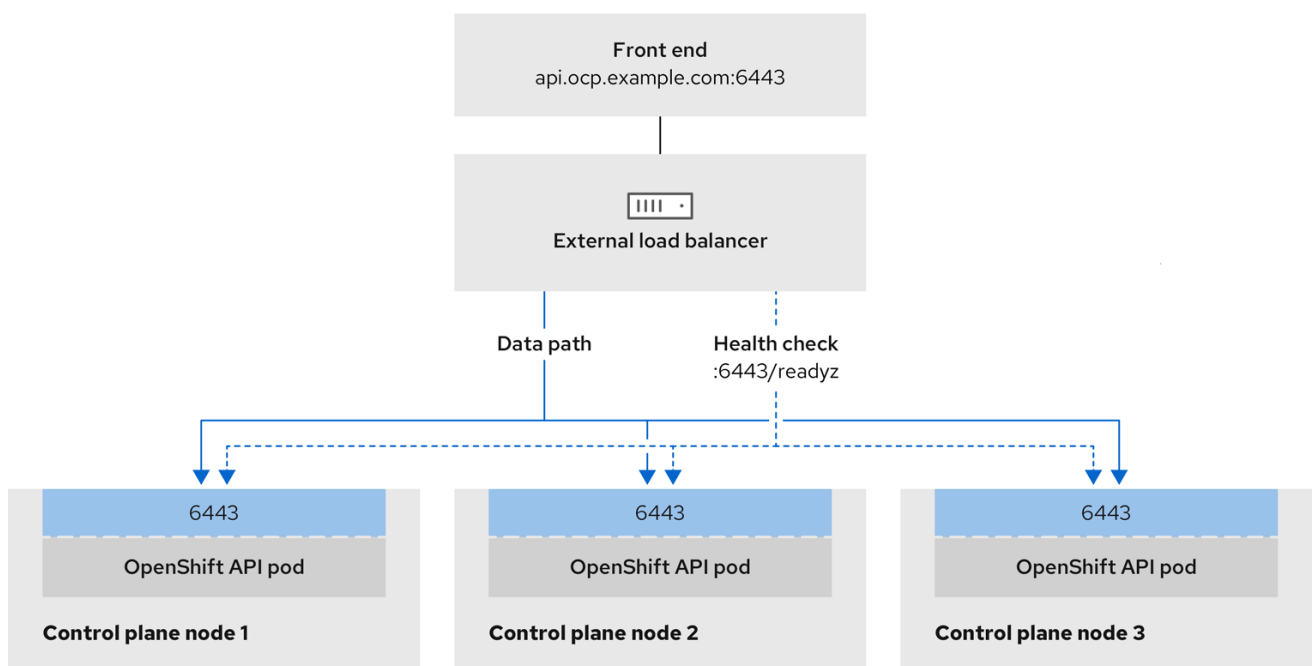 Front end
api.ocp.example.com:6443
External load balancer
Data path
Health check
:6443/readyz
6443
OpenShift API pod
Control plane node 1
6443
OpenShift API pod
Control plane node 2
6443
OpenShift API pod
Control plane node 3